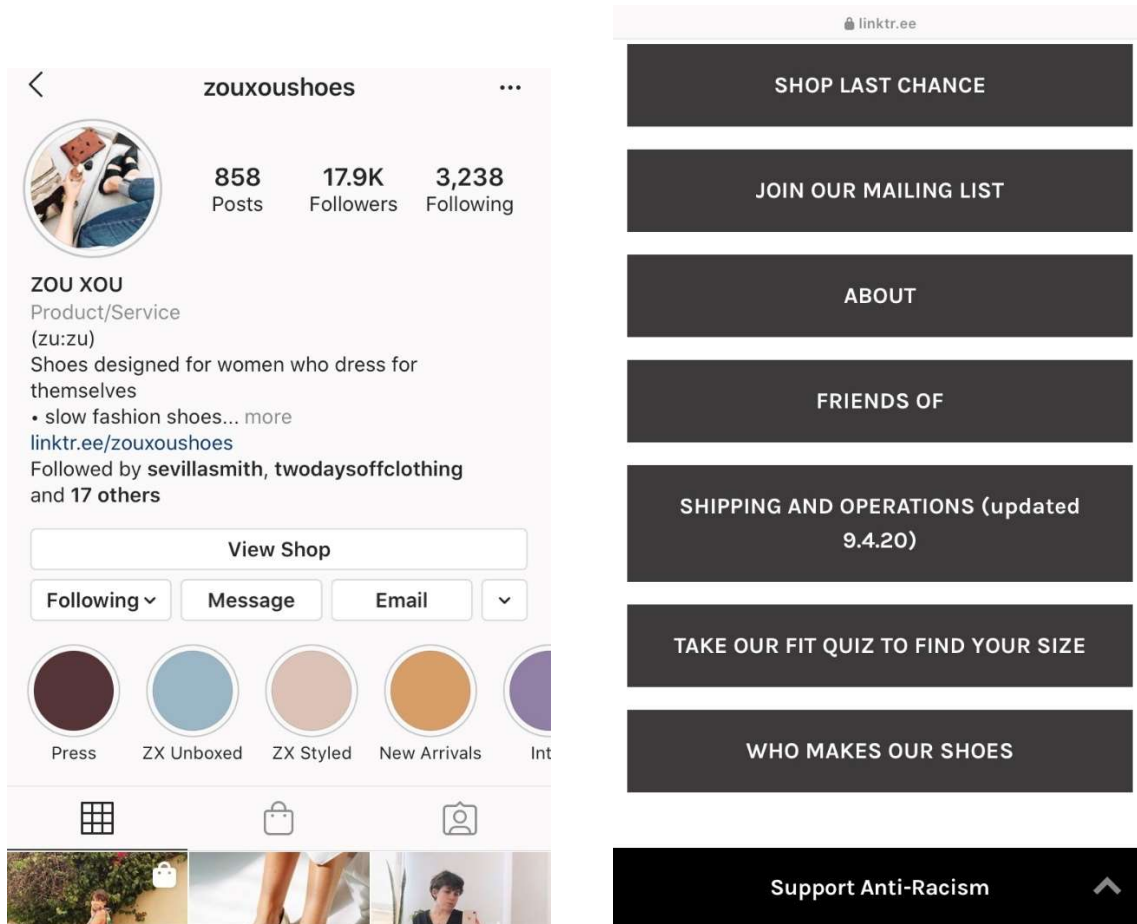 zouxoushoes
858
17.9K
3,238
Posts
Followers
Following
ZOU XOU
Product/Service
(zu:zu)
Shoes designed for women who dress for
themselves
• slow fashion shoes... more
linktr.ee/zouxoushoes
Followed by sevillasmith, twodaysoffclothing
and 17 others
View Shop
Following
Message
Email
Press
ZX Unboxed
ZX Styled
New Arrivals
Int
linktr.ee
SHOP LAST CHANCE
JOIN OUR MAILING LIST
ABOUT
FRIENDS OF
SHIPPING AND OPERATIONS (updated
9.4.20)
TAKE OUR FIT QUIZ TO FIND YOUR SIZE
WHO MAKES OUR SHOES
Support Anti-Racism